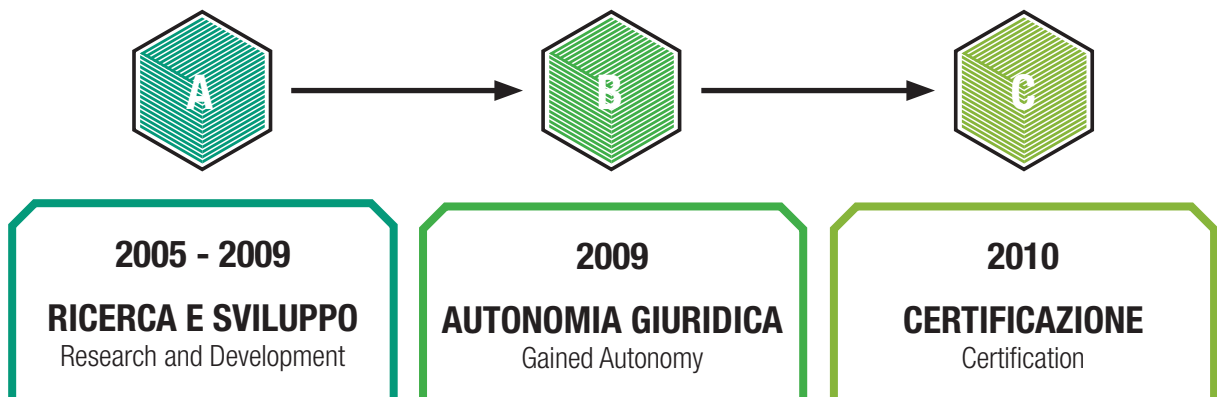 A
B
C
2005 - 2009
RICERCA E SVILUPPO
Research and Development
2009
AUTONOMIA GIURIDICA
Gained Autonomy
2010
CERTIFICAZIONE
Certification